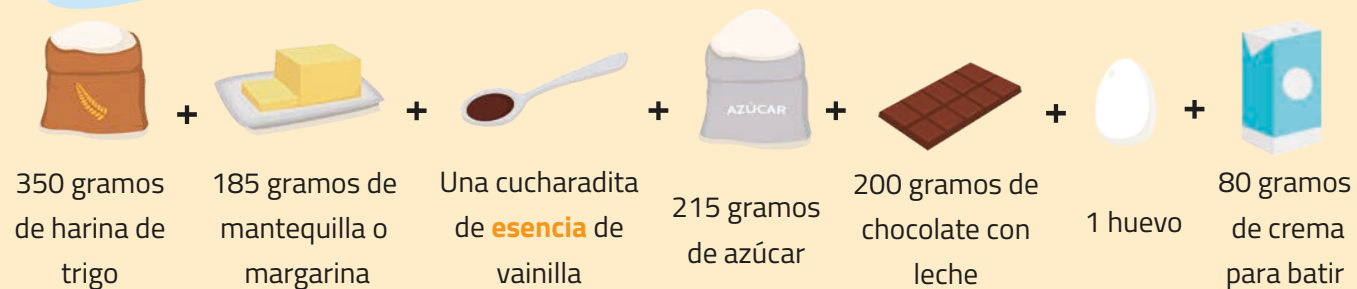 AZÚCAR
350 gramos
de harina de
trigo
185 gramos de
mantequilla o
margarina
Una cucharadita
de esencia de
vainilla
215 gramos
de azúcar
200 gramos de
chocolate con
leche
1 huevo
80 gramos
de crema
para batir